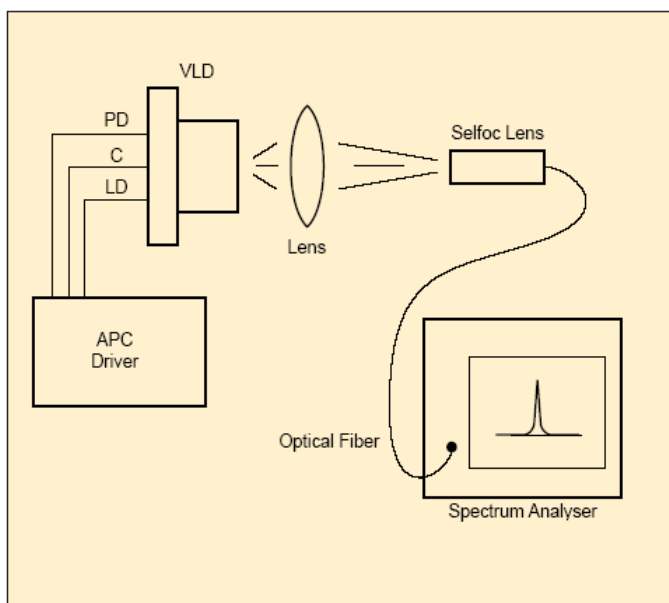 VLD
PD
C
LD
Selfoc Lens
Lens
APC
Driver
Optical Fiber
Spectrum Analyser